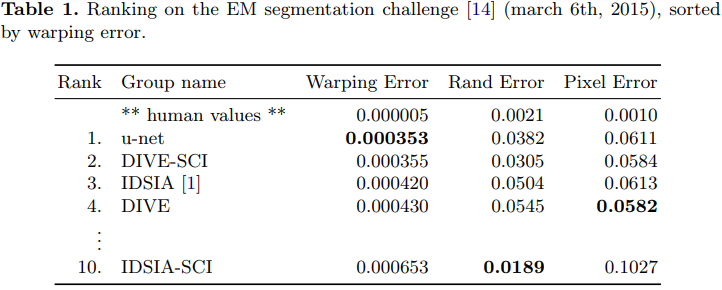 Table 1. Ranking on the EM segmentation challenge [14] (march 6th, 2015), sorted
by warping error.
Rank Group name Warping Error Rand Error Pixel Error
** human values ** 0.000005 0.0021 0.0010
1. u-net 0.000353 0.0382 0.0611
2. DIVE-SCI 0.000355 0.0305 0.0584
3. IDSIA [1] 0.000420 0.0504 0.0613
4. DIVE 0.000430 0.0545 0.0582
⋮
10. IDSIA-SCI 0.000653 0.0189 0.1027